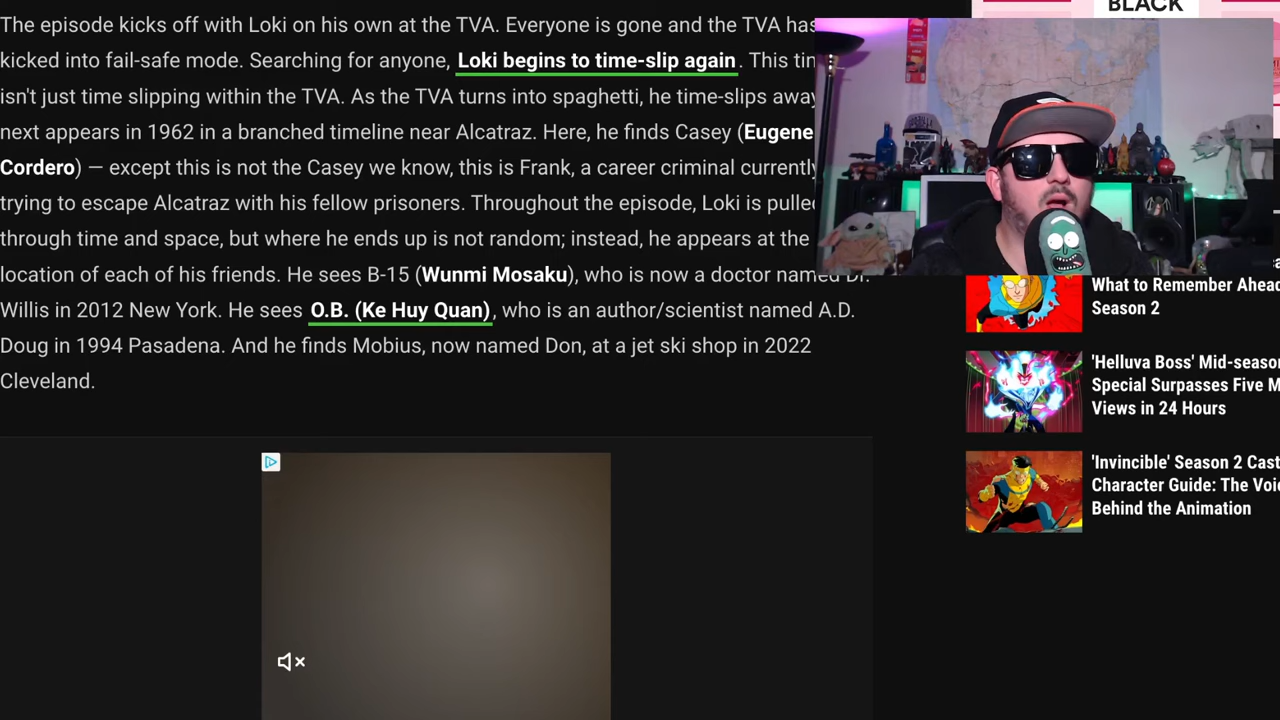 The episode kicks off with Loki on his own at the TVA. Everyone is gone and the TVA has
kicked into fail-safe mode. Searching for anyone, Loki begins to time-slip again. This
isn't just time slipping within the TVA. As the TVA turns into spaghetti, he time-slips
next appears in 1962 in a branched timeline near Alcatraz. Here, he finds Casey (Eugene
Cordero) — except this is not the Casey we know, this is Frank, a career criminal currently
trying to escape Alcatraz with his fellow prisoners. Throughout the episode, Loki is
through time and space, but where he ends up is not random; instead, he appears at the
location of each of his friends. He sees B-15 (Wunmi Mosaku), who is now a doctor named Dr.
Willis in 2012 New York. He sees O.B. (Ke Huy Quan), who is an author/scientist named A.D.
Doug in 1994 Pasadena. And he finds Mobius, now named Don, at a jet ski shop in 2022
Cleveland.
BLACK
What to Remember Ahead
Season 2
'Helluva Boss' Mid-season
Special Surpasses Five M
Views in 24 Hours
'Invincible' Season 2 Cast
Character Guide: The
Behind the Animation